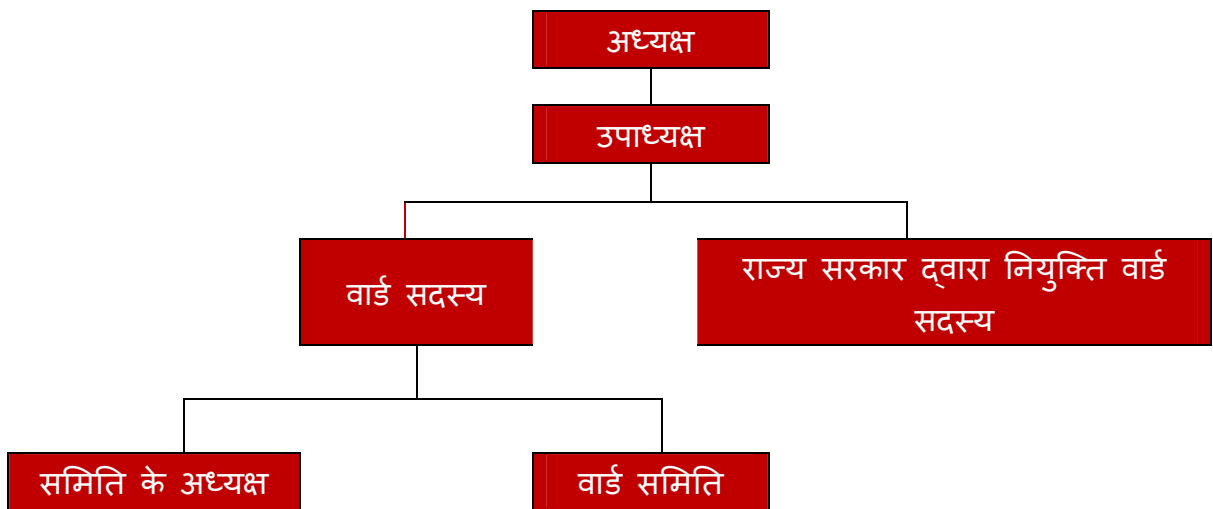 अध्यक्ष
उपाध्यक्ष
वार्ड सदस्य
राज्य सरकार द्वारा नियुक्ति वार्ड
सदस्य
समिति के अध्यक्ष
वार्ड समिति